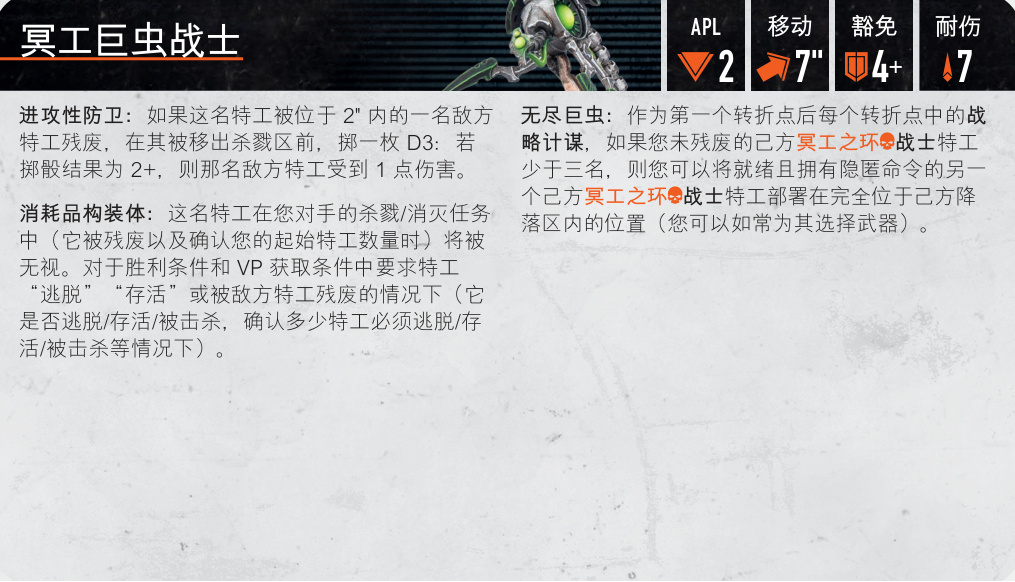 冥工巨虫战士
APL
2
移动
7"
豁免
4+
耐伤
7
进攻性防卫：如果这名特工被位于 2" 内的一名敌方
特工残废，在其被移出杀戮区前，掷一枚 D3：若
掷骰结果为 2+，则那名敌方特工受到 1 点伤害。
消耗品构装体：这名特工在您对手的杀戮/消灭任务
中（它被残废以及确认您的起始特工数量时）将被
无视。对于胜利条件和 VP 获取条件中要求特工
“逃脱”“存活”或被敌方特工残废的情况下（它
是否逃脱/存活/被击杀，确认多少特工必须逃脱/存
活/被击杀等情况下）。
无尽巨虫：作为第一个转折点后每个转折点中的战
略计谋，如果您未残废的己方冥工之环战士特工
少于三名，则您可以将就绪且拥有隐匿命令的另一
个己方冥工之环战士特工部署在完全位于己方降
落区内的位置（您可以如常为其选择武器）。